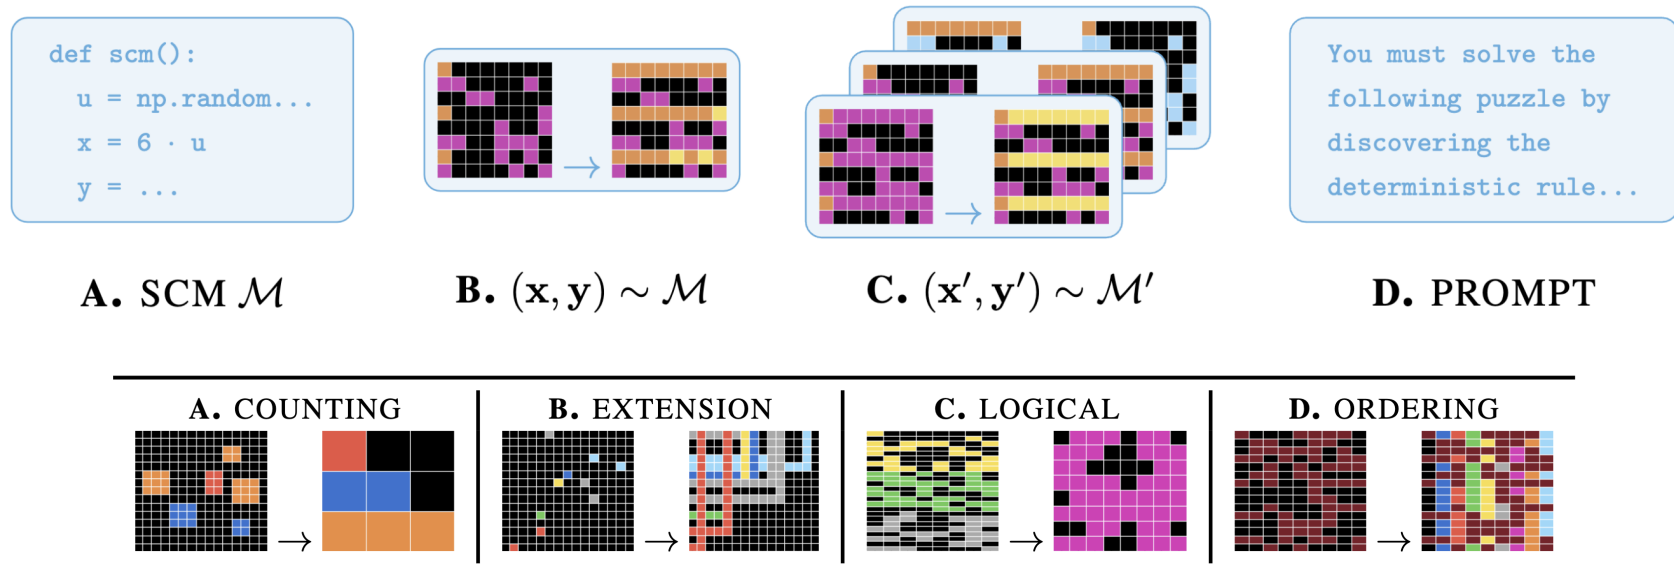 def scm():
u = np.random...
x = 6 · u
y = ...
You must solve the
following puzzle by
discovering the
deterministic rule...
A. SCM ℳ
B. (x, y) ∼ ℳ
C. (x′, y′) ∼ ℳ′
D. PROMPT
A. COUNTING
B. EXTENSION
C. LOGICAL
D. ORDERING